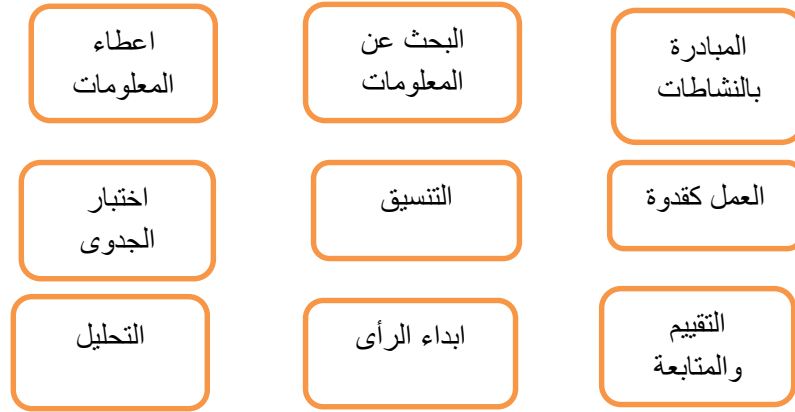 المبادرة
بالنشاطات
البحث عن
المعلومات
اعطاء
المعلومات
العمل كقدوة
التنسيق
اختبار
الجدوى
التقييم
والمتابعة
ابداء الرأى
التحليل